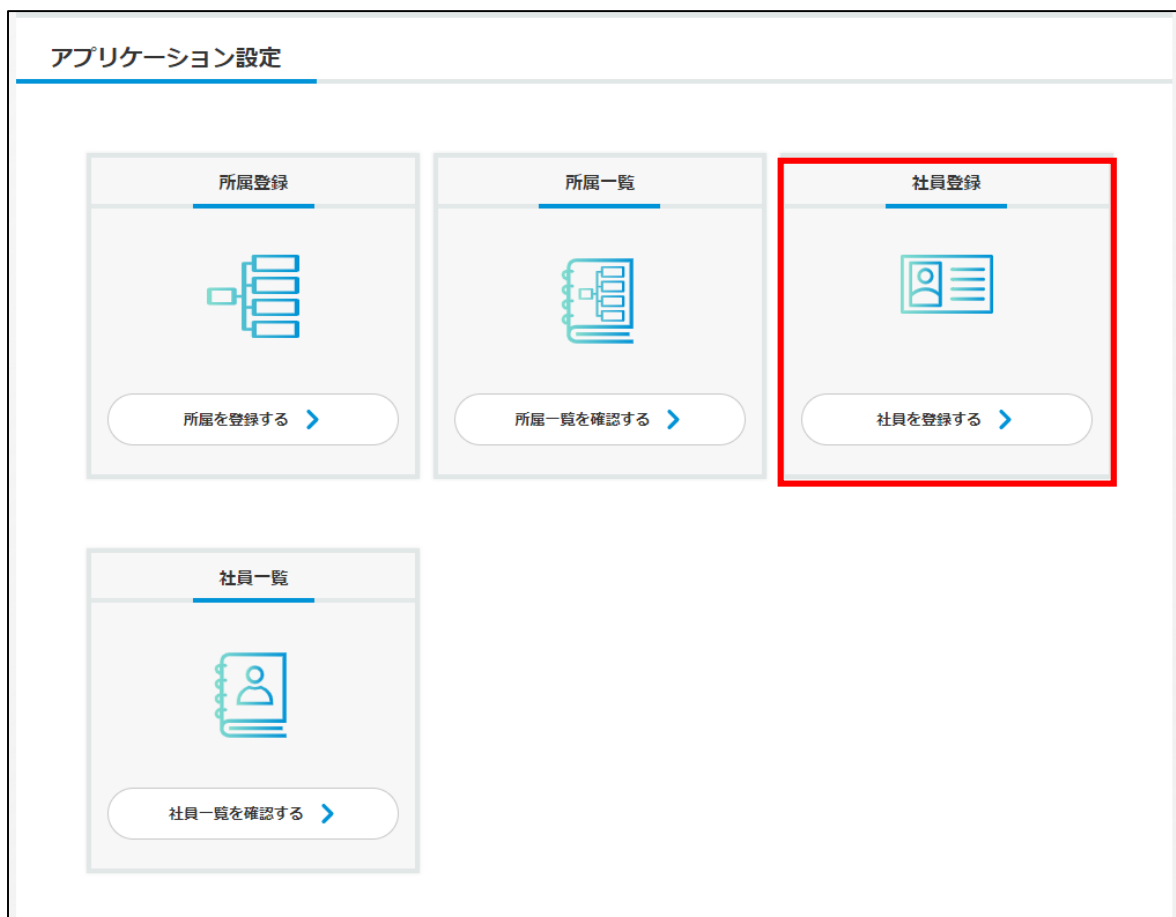 アプリケーション設定
所属登録
所属一覧
社員登録
所属を登録する
所属一覧を確認する
社員を登録する
社員一覧
社員一覧を確認する